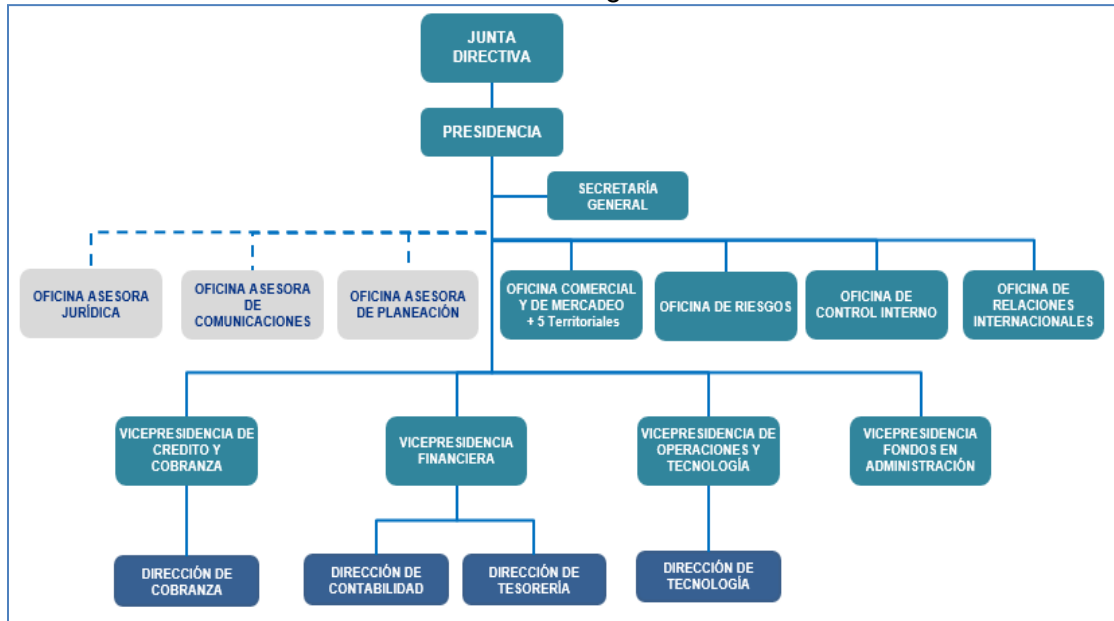 JUNTA
DIRECTIVA
PRESIDENCIA
SECRETARÍA
GENERAL
OFICINA ASESORA
JURÍDICA
OFICINA ASESORA
DE
COMUNICACIONES
OFICINA ASESORA
DE PLANEACIÓN
OFICINA COMERCIAL
Y DE MERCADEO
+ 5 Territoriales
OFICINA DE RIESGOS
OFICINA DE
CONTROL INTERNO
OFICINA DE
RELACIONES
INTERNACIONALES
VICEPRESIDENCIA DE
CREDITO Y
COBRANZA
VICEPRESIDENCIA
FINANCIERA
VICEPRESIDENCIA DE
OPERACIONES Y
TECNOLOGÍA
VICEPRESIDENCIA
FONDOS EN
ADMINISTRACIÓN
DIRECCIÓN DE
COBRANZA
DIRECCIÓN DE
CONTABILIDAD
DIRECCIÓN DE
TESORERÍA
DIRECCIÓN DE
TECNOLOGÍA